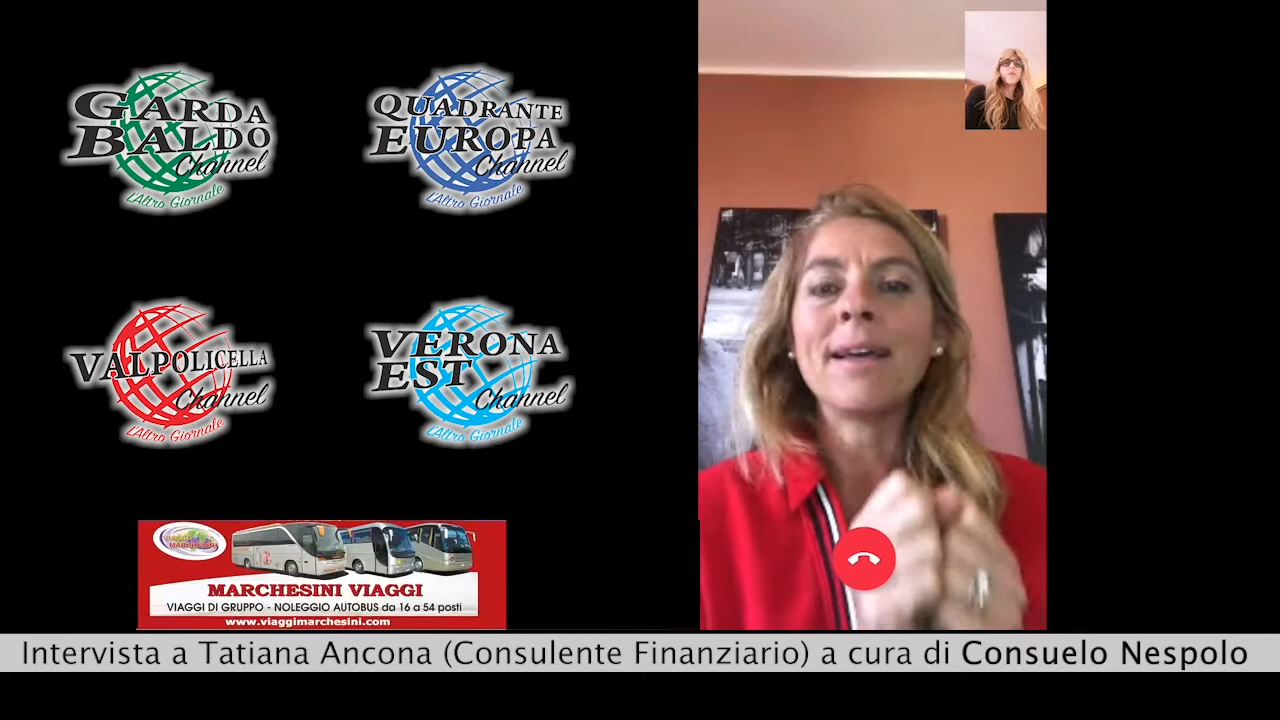 GARDA
BALDO
Channel
L'Altro Giornale
QUADRANTE
EUROPA
Channel
L'Altro Giornale
VALPOLICELLA
Channel
L'Altro Giornale
VERONA
EST
Channel
L'Altro Giornale
MARCHESINI VIAGGI
VIAGGI DI GRUPPO - NOLEGGIO AUTOBUS da 16 a 54 posti
www.viaggimarchesini.com
Intervista a Tatiana Ancona (Consulente Finanziario) a cura di Consuelo Nespolo